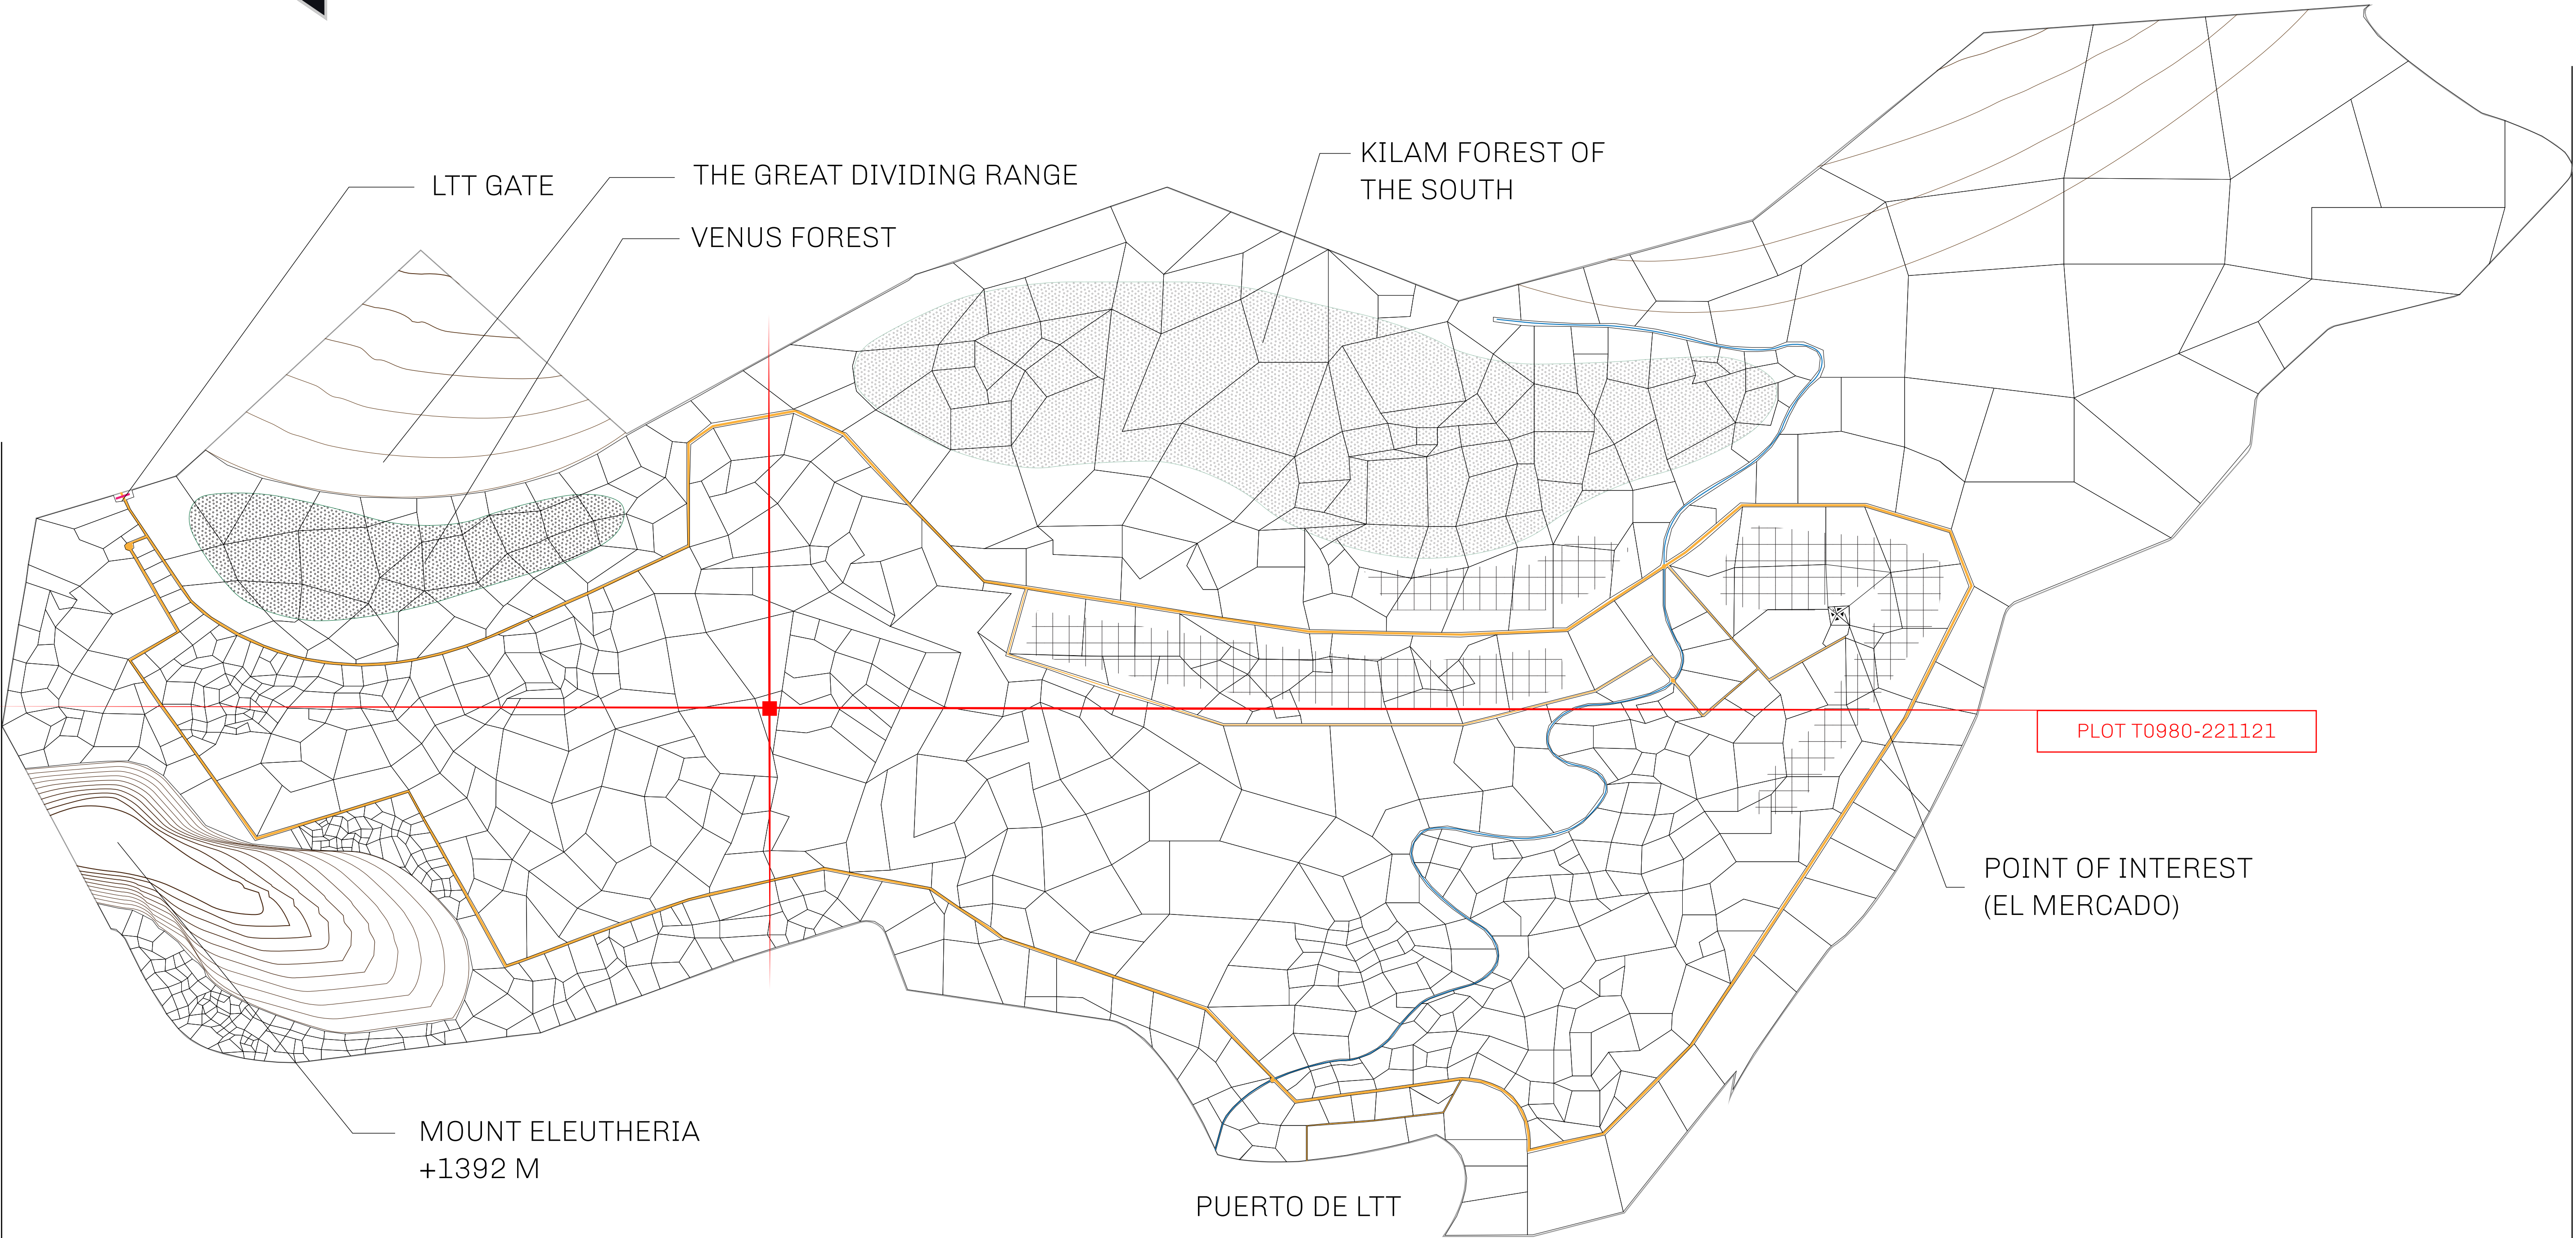 KILAM FOREST OF
THE SOUTH
THE GREAT DIVIDING RANGE
LTT GATE
VENUS FOREST
PLOT T0980-221121
POINT OF INTEREST
(EL MERCADO)
MOUNT ELEUTHERIA
+1392 M
PUERTO DE LTT